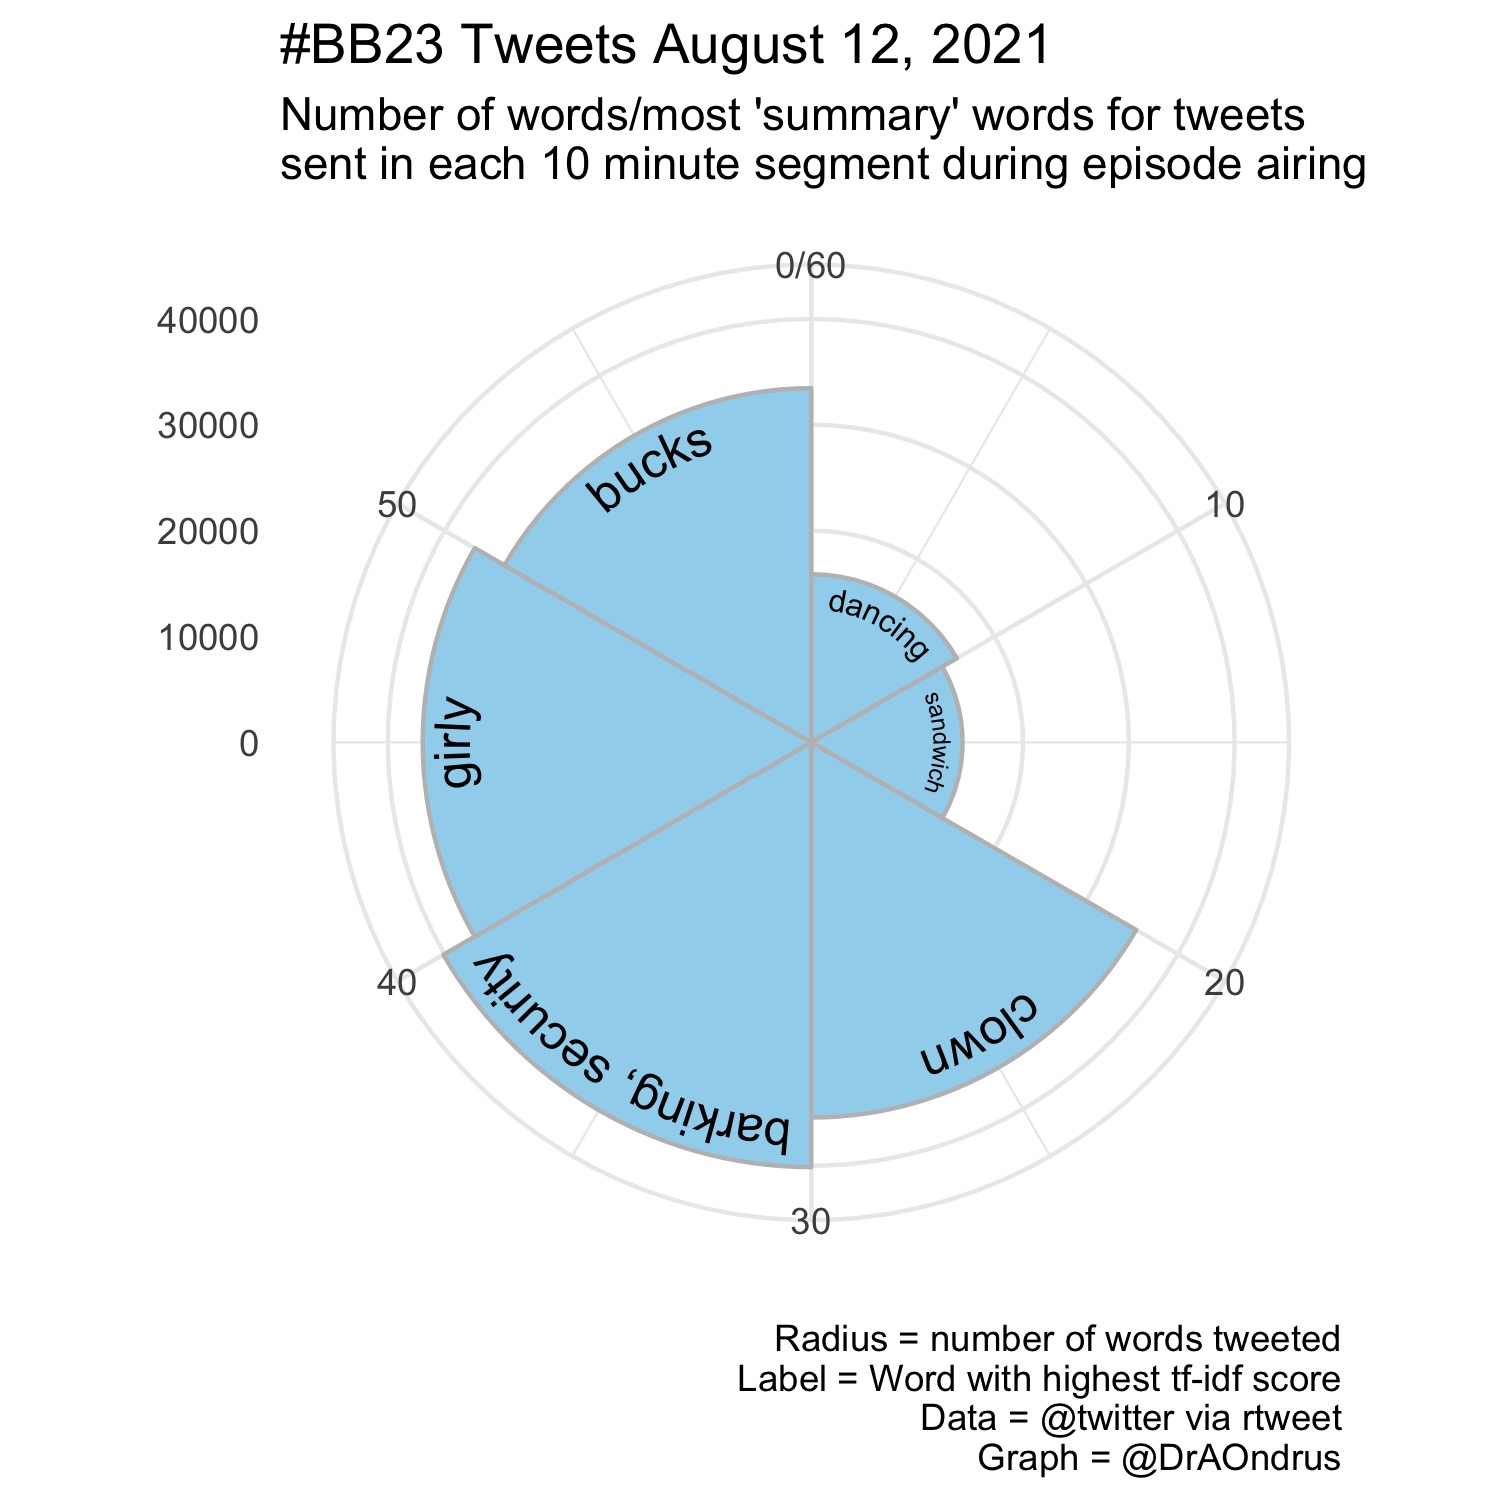 #BB23 Tweets August 12, 2021
Number of words/most 'summary' words for tweets
sent in each 10 minute segment during episode airing
0/60
10
20
30
40
50
40000
30000
20000
10000
0
dancing
sandwich
clown
barking, security
girly
bucks
Radius = number of words tweeted
Label = Word with highest tf-idf score
Data = @twitter via rtweet
Graph = @DrAOndrus